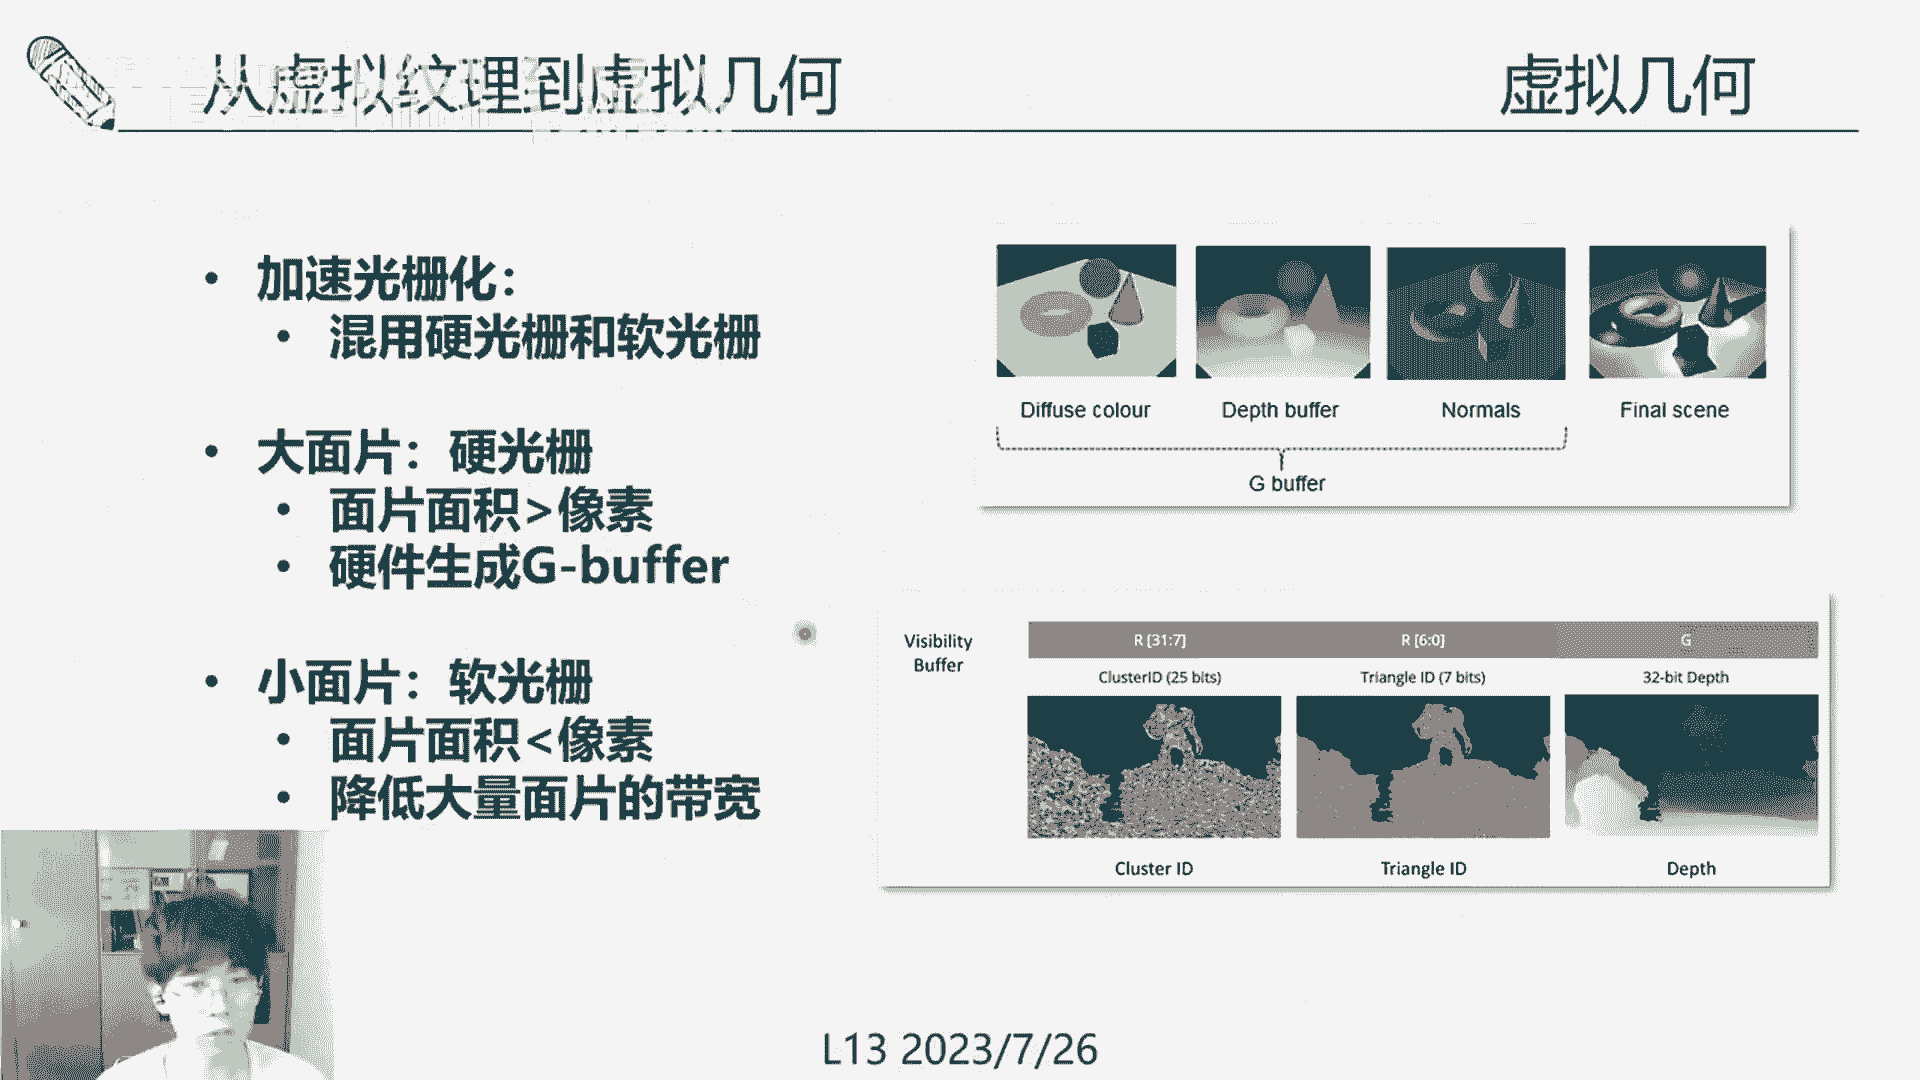 从虚拟纹理到虚拟几何
虚拟几何
• 加速光栅化：
• 混用硬光栅和软光栅
• 大面片：硬光栅
• 面片面积>像素
• 硬件生成G-buffer
• 小面片：软光栅
• 面片面积<像素
• 降低大量面片的带宽
Diffuse colour
Depth buffer
Normals
Final scene
G buffer
Visibility
Buffer
R [31:7]
R [6:0]
G
ClusterID (25 bits)
Triangle ID (7 bits)
32-bit Depth
Cluster ID
Triangle ID
Depth
L13 2023/7/26